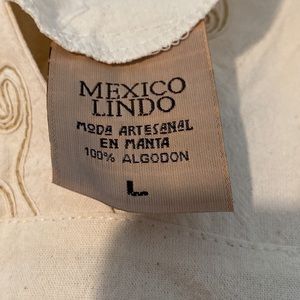 MEXICO
LINDO
MODA ARTESANAL
EN MANTA
100% ALGODON
L